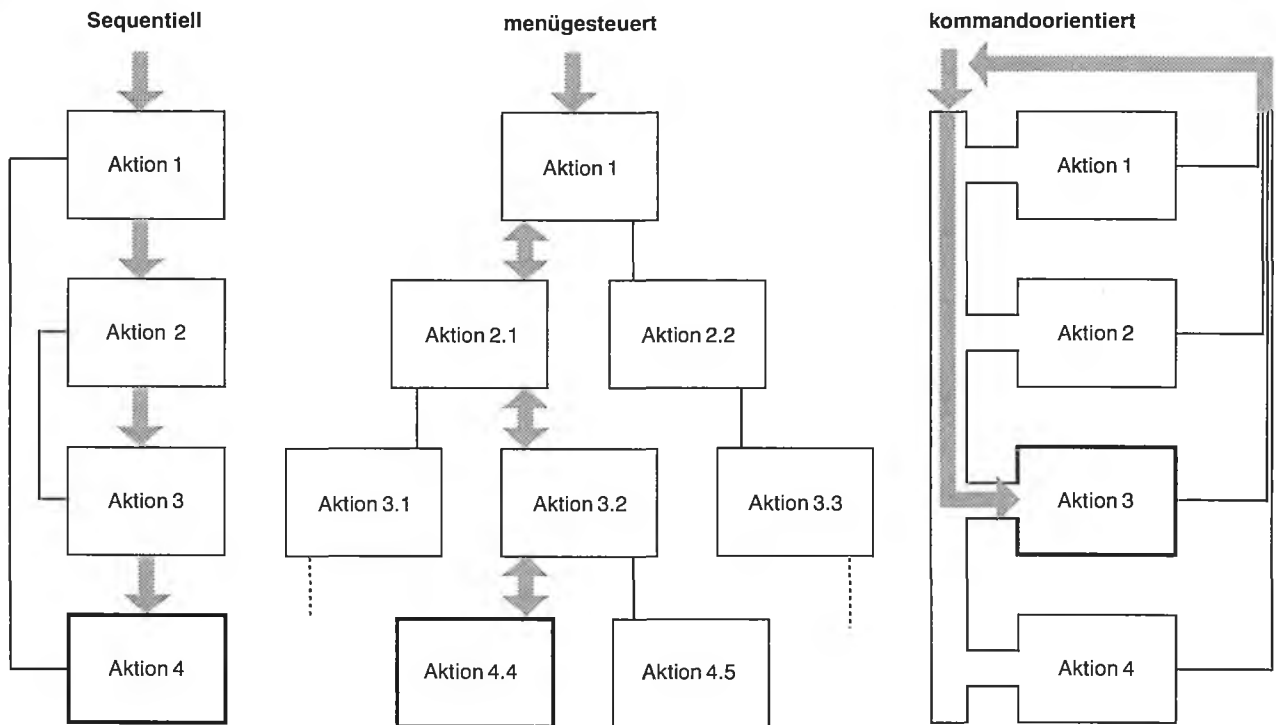 Sequentiell
menügesteuert
kommandoorientiert
Aktion 1
Aktion 2
Aktion 3
Aktion 4
Aktion 1
Aktion 2.1
Aktion 2.2
Aktion 3.1
Aktion 3.2
Aktion 3.3
Aktion 4.4
Aktion 4.5
Aktion 1
Aktion 2
Aktion 3
Aktion 4